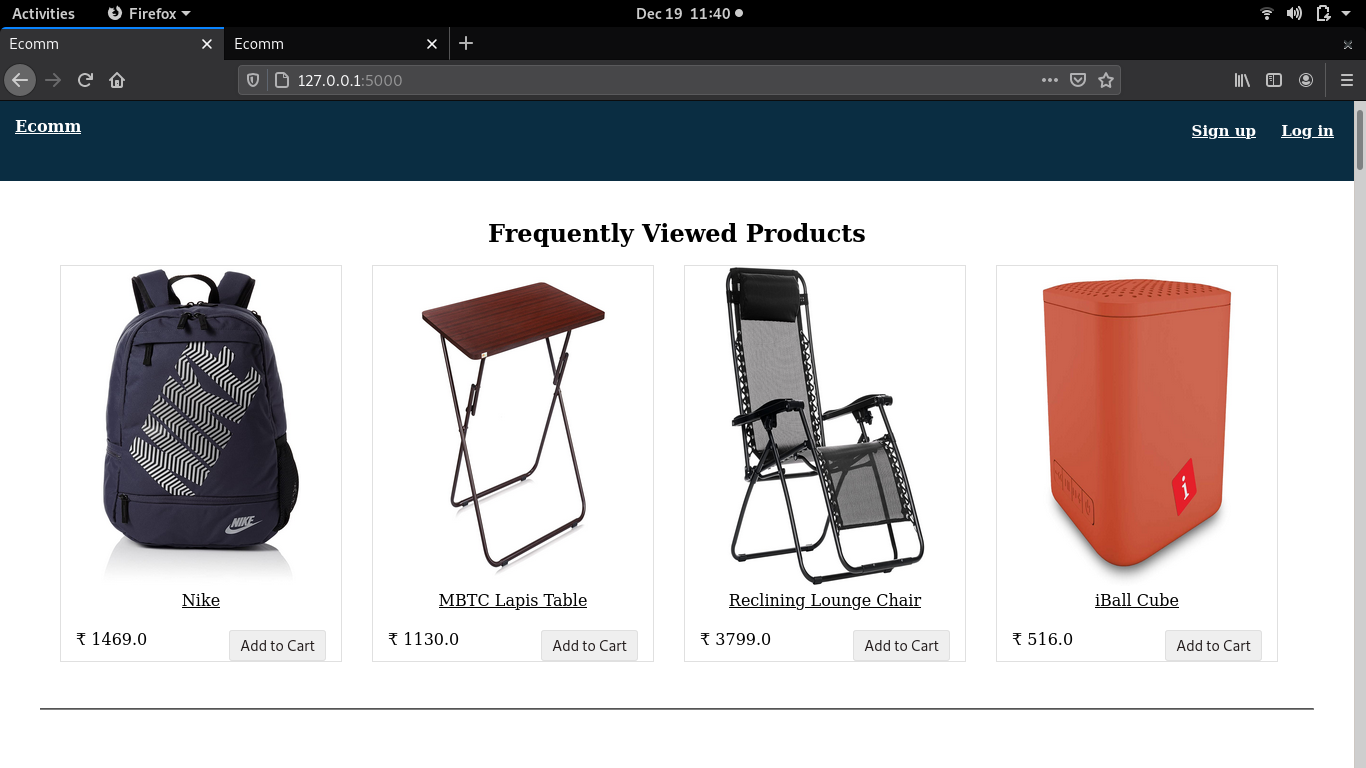 Activities Firefox Dec 19 11:40
Ecomm Ecomm
127.0.0.1:5000
Ecomm Sign up Log in
Frequently Viewed Products
NIKE
i
Nike MBTC Lapis Table Reclining Lounge Chair iBall Cube
₹ 1469.0 Add to Cart ₹ 1130.0 Add to Cart ₹ 3799.0 Add to Cart ₹ 516.0 Add to Cart